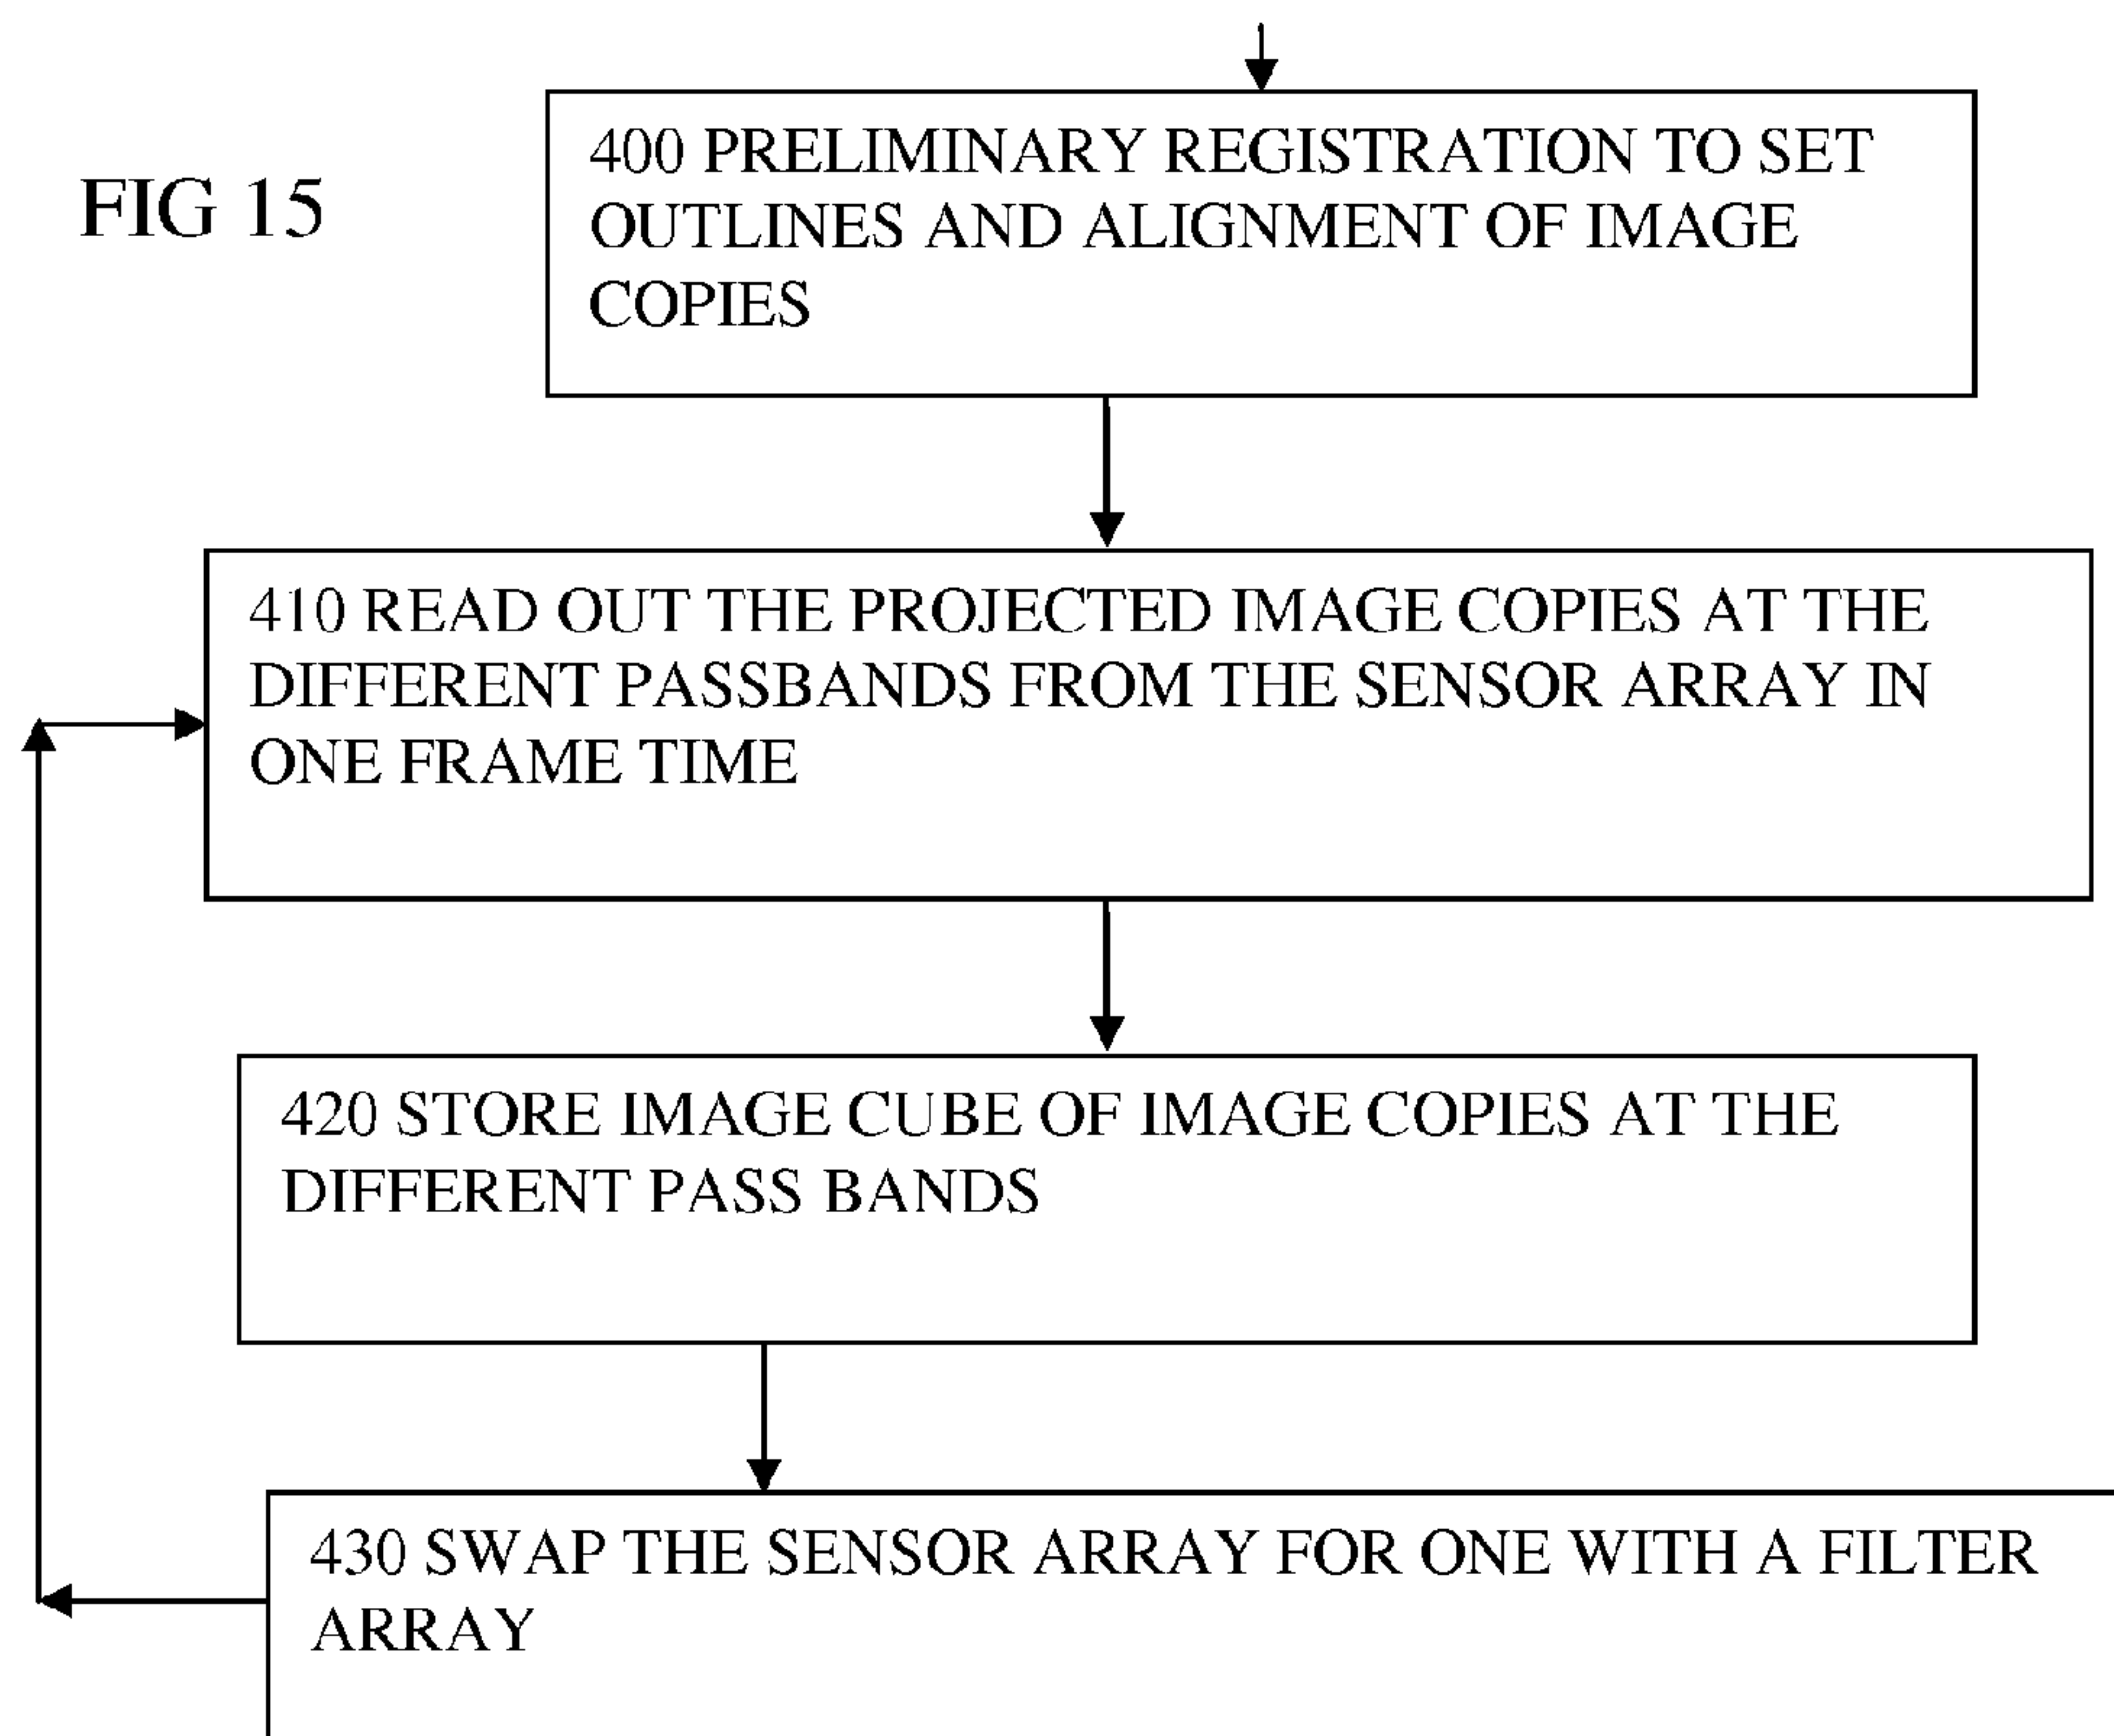 FIG 15
400 PRELIMINARY REGISTRATION TO SET
OUTLINES AND ALIGNMENT OF IMAGE
COPIES
410 READ OUT THE PROJECTED IMAGE COPIES AT THE
DIFFERENT PASSBANDS FROM THE SENSOR ARRAY IN
ONE FRAME TIME
420 STORE IMAGE CUBE OF IMAGE COPIES AT THE
DIFFERENT PASS BANDS
430 SWAP THE SENSOR ARRAY FOR ONE WITH A FILTER
ARRAY